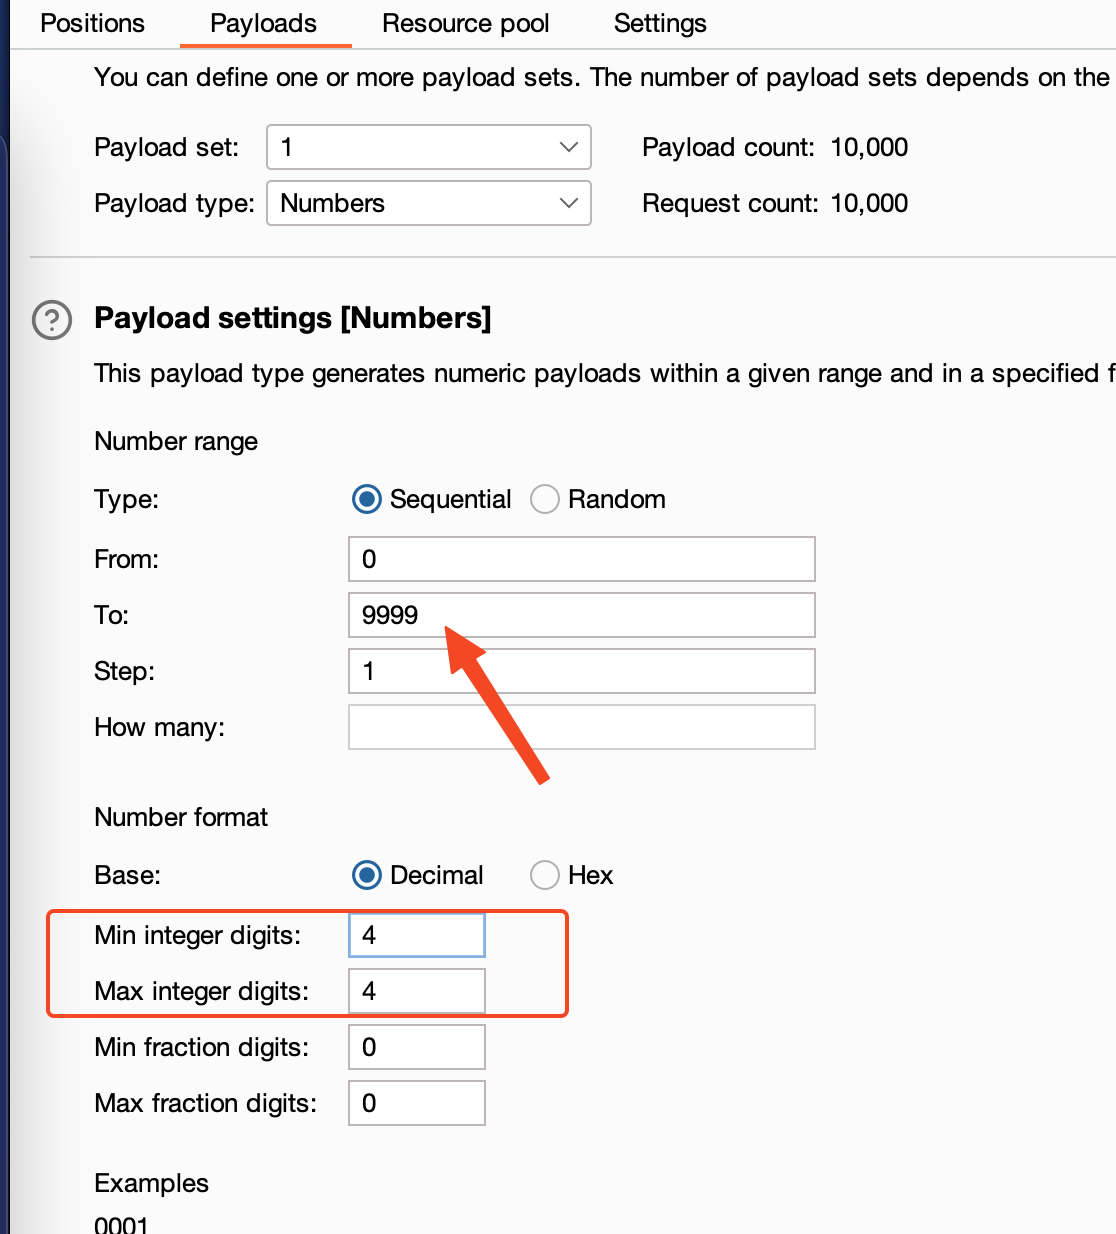 Positions Payloads Resource pool Settings
You can define one or more payload sets. The number of payload sets depends on the
Payload set: 1 Payload count: 10,000
Payload type: Numbers Request count: 10,000
? Payload settings [Numbers]
This payload type generates numeric payloads within a given range and in a specified f
Number range
Type: Sequential Random
From: 0
To: 9999
Step: 1
How many:
Number format
Base: Decimal Hex
Min integer digits: 4
Max integer digits: 4
Min fraction digits: 0
Max fraction digits: 0
Examples
0001